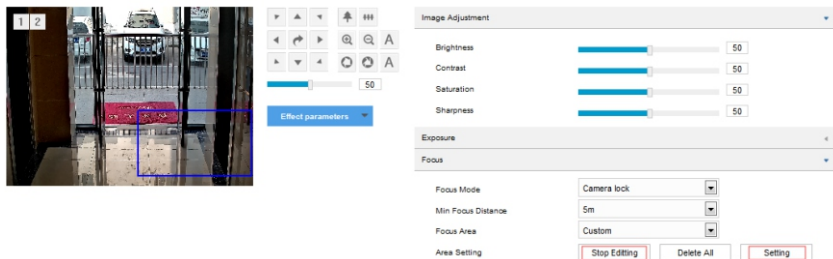 1 2
A
A
50
Effect parameters
Image Adjustment
Brightness 50
Contrast 50
Saturation 50
Sharpness 50
Exposure
Focus
Focus Mode Camera lock
Min Focus Distance 5m
Focus Area Custom
Area Setting Stop Editting Delete All Setting